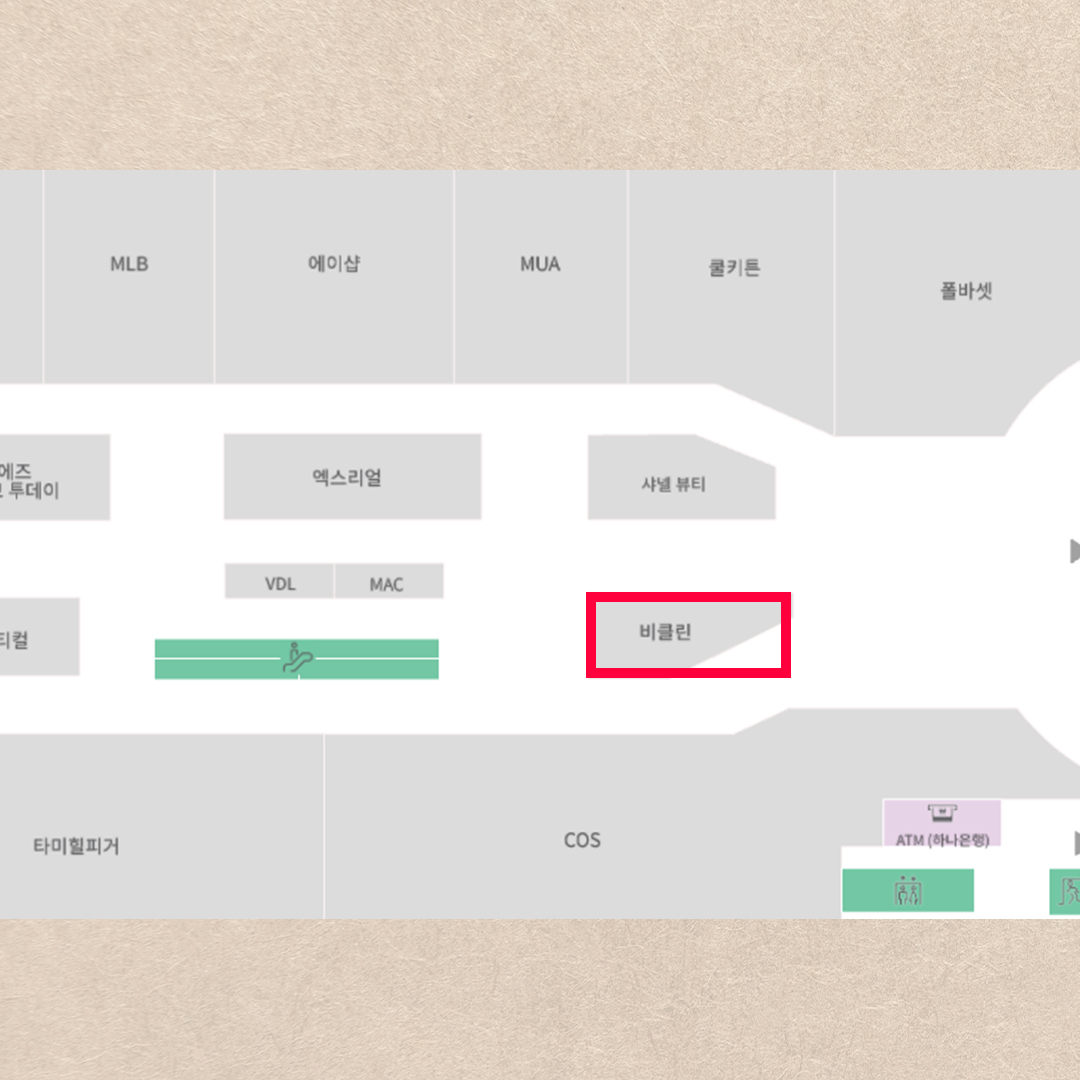 MLB
에이샵
MUA
쿨키튼
폴바셋
에즈
투데이
엑스리얼
샤넬 뷰티
VDL
MAC
티컬
비클린
타미힐피거
COS
ATM (하나은행)